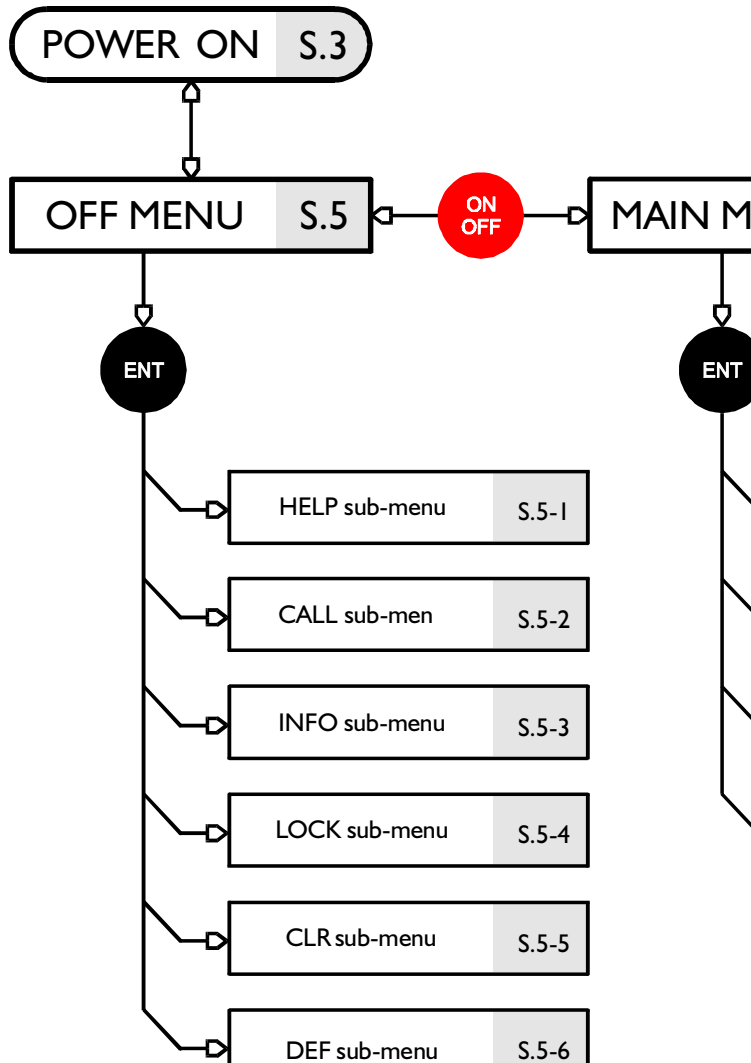 POWER ON S.3
OFF MENU S.5
ON
OFF
MAIN M
ENT
ENT
HELP sub-menu S.5-1
CALL sub-men S.5-2
INFO sub-menu S.5-3
LOCK sub-menu S.5-4
CLR sub-menu S.5-5
DEF sub-menu S.5-6